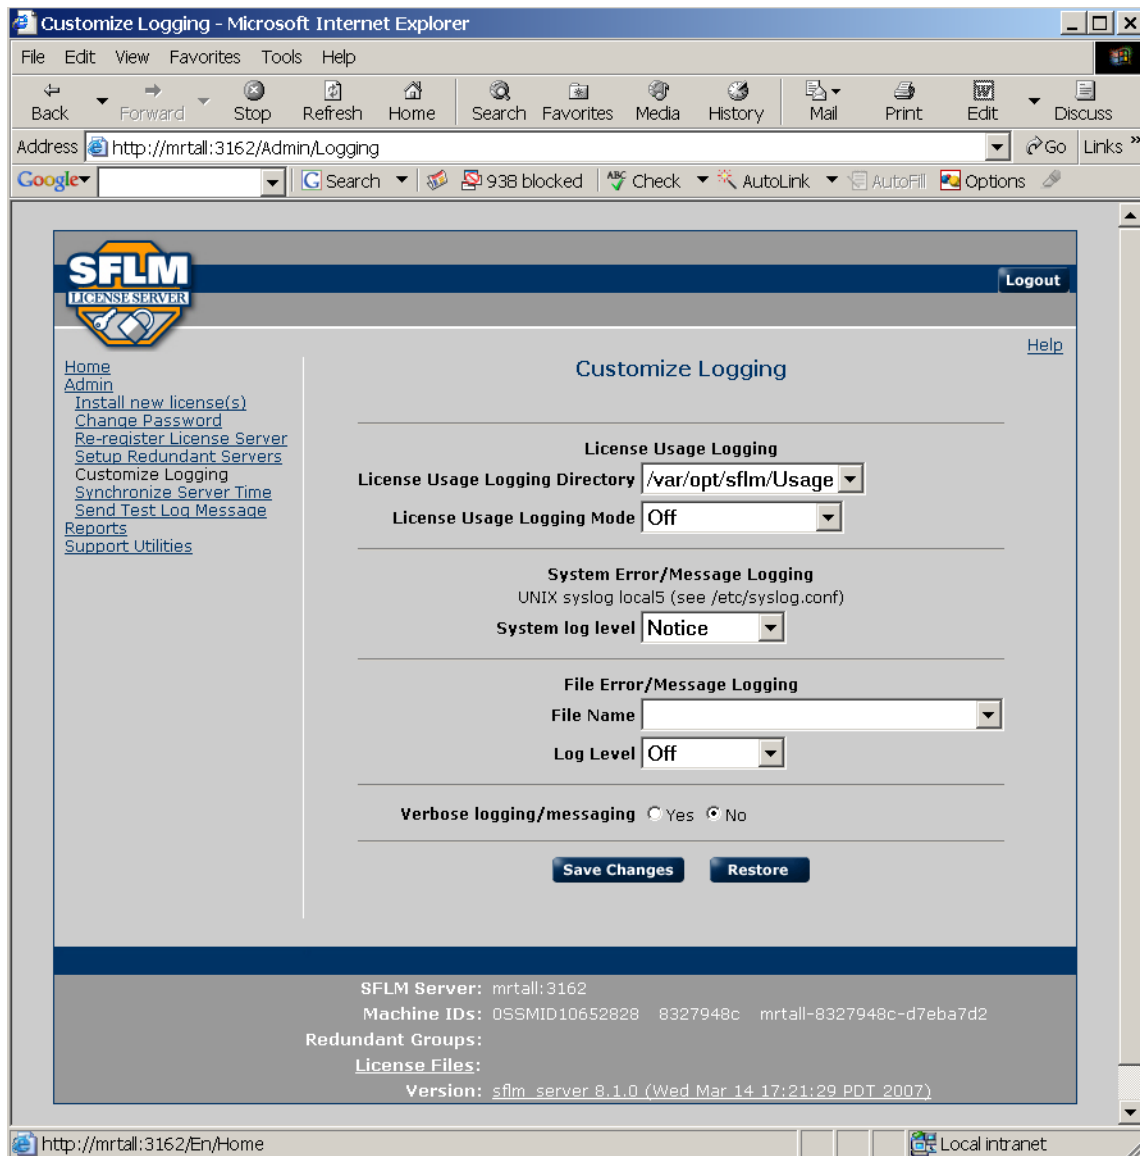 Customize Logging - Microsoft Internet Explorer
File Edit View Favorites Tools Help
Back Forward Stop Refresh Home Search Favorites Media History Mail Print Edit Discuss
Address http://mrtall:3162/Admin/Logging Go Links »
Google Search 938 blocked ABC Check AutoLink AutoFill Options
SFLM
LICENSE SERVER
Logout
Help
Home
Admin
Install new license(s)
Change Password
Re-register License Server
Setup Redundant Servers
Customize Logging
Synchronize Server Time
Send Test Log Message
Reports
Support Utilities
Customize Logging
License Usage Logging
License Usage Logging Directory /var/opt/sflm/Usage
License Usage Logging Mode Off
System Error/Message Logging
UNIX syslog local5 (see /etc/syslog.conf)
System log level Notice
File Error/Message Logging
File Name
Log Level Off
Verbose logging/messaging Yes No
Save Changes Restore
SFLM Server: mrtall:3162
Machine IDs: 0SSMID10652828 8327948c mrtall-8327948c-d7eba7d2
Redundant Groups:
License Files:
Version: sflm_server 8.1.0 (Wed Mar 14 17:21:29 PDT 2007)
http://mrtall:3162/En/Home Local intranet